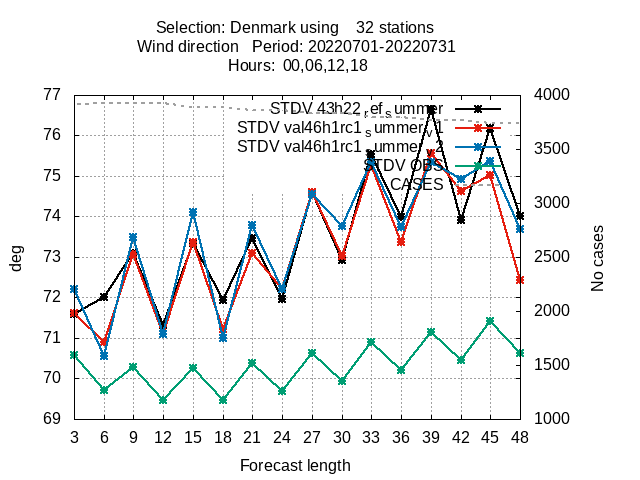 Selection: Denmark using    32 stations
Wind direction   Period: 20220701-20220731
Hours:  00,06,12,18
77 4000
STDV 43h22_ref_summer
STDV val46h1rc1_summer_v1
76 3500
STDV val46h1rc1_summer_v2
STDV OBS
75 3000
CASES
74
73 2500
72 2000
71 1500
70
69 1000
deg
No cases
3 6 9 12 15 18 21 24 27 30 33 36 39 42 45 48
Forecast length